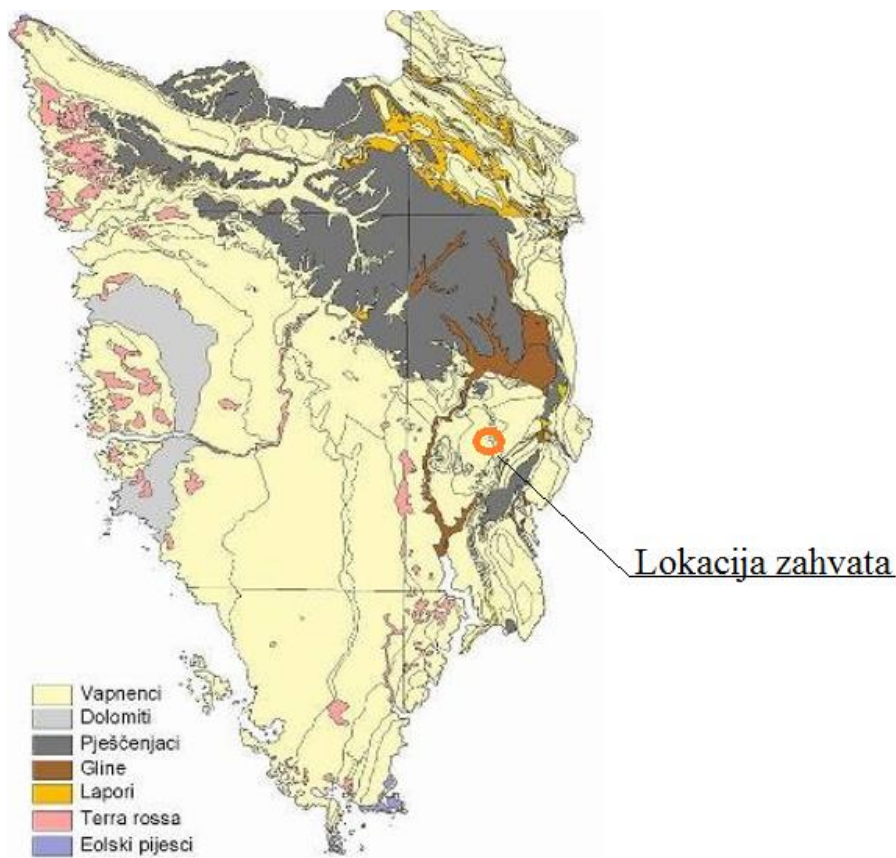 Lokacija zahvata
Vapnenci
Dolomiti
Pješčenjaci
Gline
Lapori
Terra rossa
Eolski pijesci